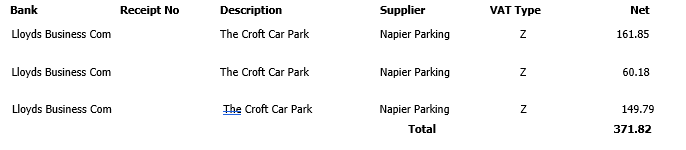 Bank Receipt No Description Supplier VAT Type Net
Lloyds Business Com The Croft Car Park Napier Parking Z 161.85
Lloyds Business Com The Croft Car Park Napier Parking Z 60.18
Lloyds Business Com The Croft Car Park Napier Parking Z 149.79
Total 371.82